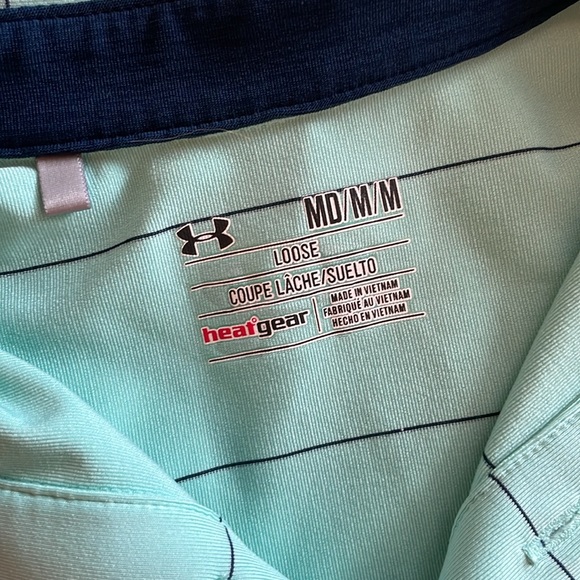 MD/M/M
LOOSE
COUPE LÂCHE/SUELTO
heatgear
MADE IN VIETNAM
FABRIQUÉ AU VIETNAM
HECHO EN VIETNAM